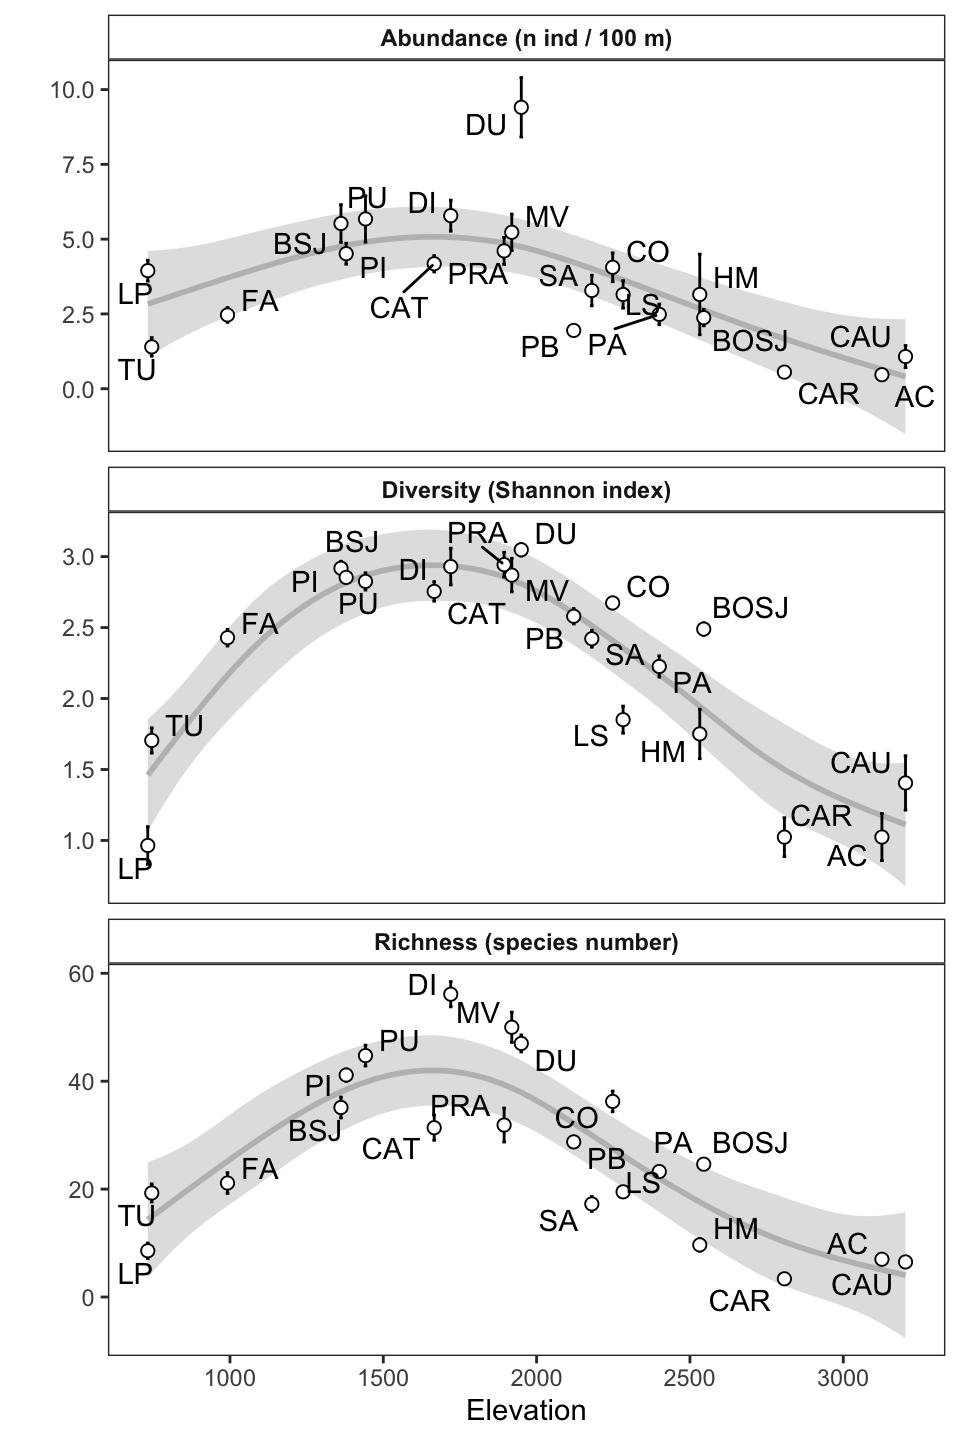 Abundance (n ind / 100 m)
10.0
DU
7.5
PU
DI
MV
5.0
BSJ
CO
PI
PRA
SA
HM
LP
FA
CAT
LS
2.5
PB
PA
BOSJ
CAU
TU
0.0
CAR
AC
Diversity (Shannon index)
3.0
BSJ
PRA
DU
PI
DI
PU
MV
CO
BOSJ
2.5
FA
CAT
PB
SA
PA
2.0
TU
LS
HM
1.5
CAU
CAR
1.0
LP
AC
Richness (species number)
60
DI
MV
PU
DU
40
PI
PRA
CO
BSJ
CAT
PA
BOSJ
FA
PB
LS
20
TU
SA
HM
AC
LP
CAU
CAR
0
1000
1500
2000
2500
3000
Elevation